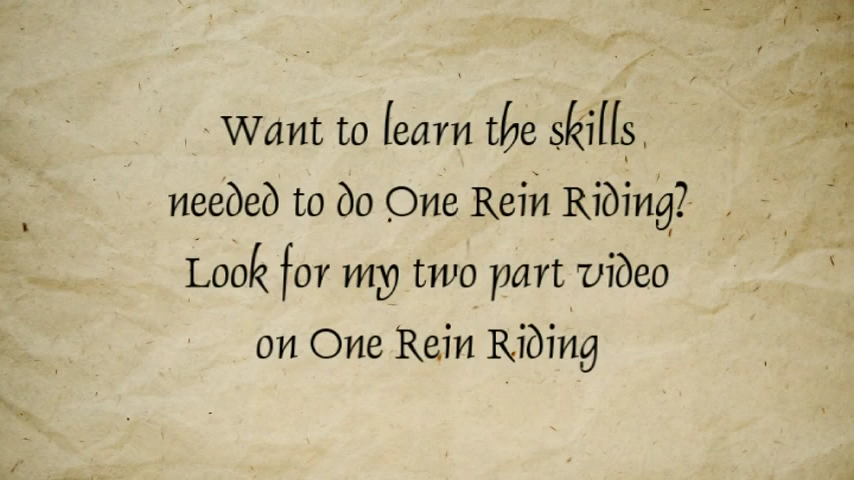 Want to learn the skills
needed to do One Rein Riding?
Look for my two part video
on One Rein Riding